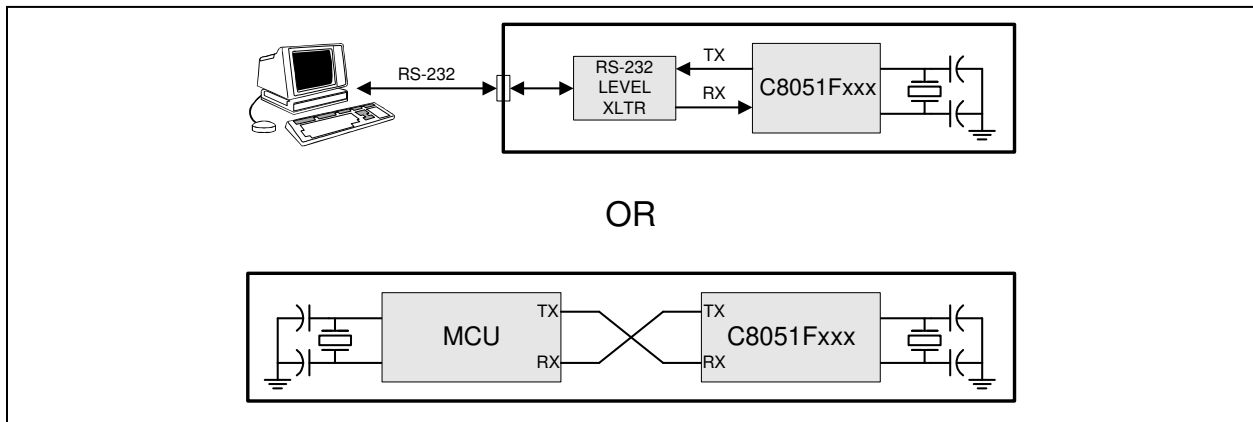 RS-232
RS-232
LEVEL
XLTR
TX
RX
C8051Fxxx
OR
MCU
TX
RX
TX
RX
C8051Fxxx